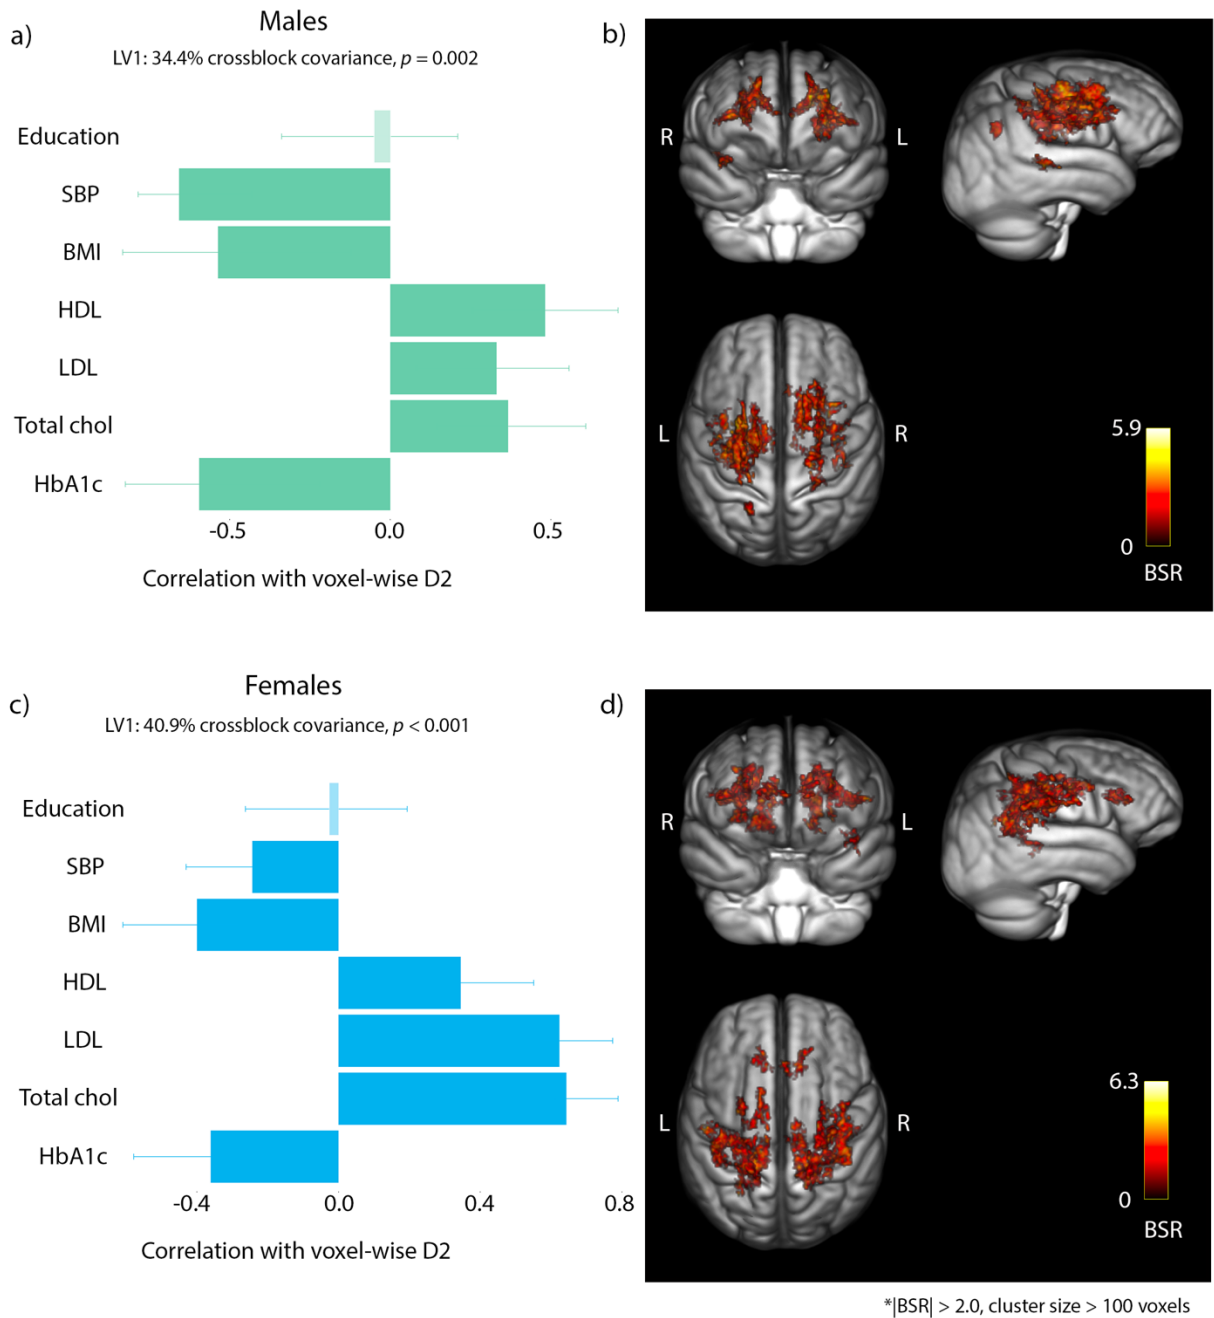 a)
Males
LV1: 34.4% crossblock covariance, p = 0.002
Education
SBP
BMI
HDL
LDL
Total chol
HbA1c
-0.5
0.0
0.5
Correlation with voxel-wise D2
b)
R
L
L
R
5.9
0
BSR
c)
Females
LV1: 40.9% crossblock covariance, p < 0.001
Education
SBP
BMI
HDL
LDL
Total chol
HbA1c
-0.4
0.0
0.4
0.8
Correlation with voxel-wise D2
d)
R
L
L
R
6.3
0
BSR
*|BSR| > 2.0, cluster size > 100 voxels